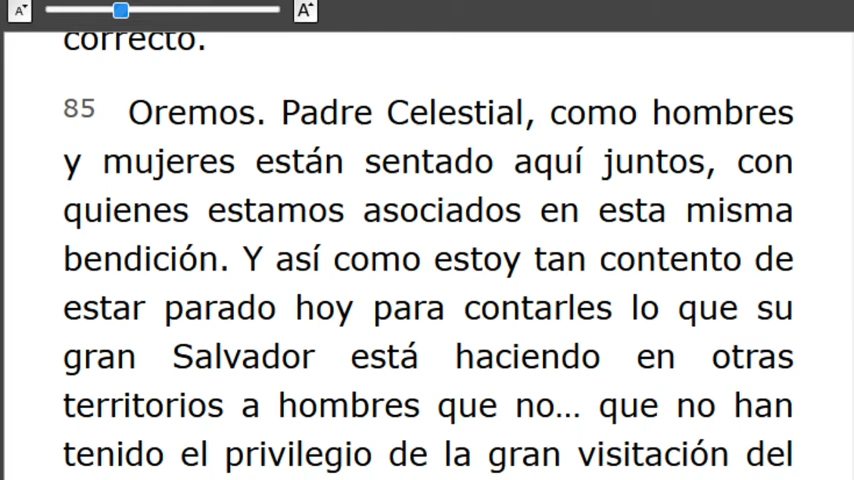 A A
correcto.
85 Oremos. Padre Celestial, como hombres
y mujeres están sentado aquí juntos, con
quienes estamos asociados en esta misma
bendición. Y así como estoy tan contento de
estar parado hoy para contarles lo que su
gran Salvador está haciendo en otras
territorios a hombres que no... que no han
tenido el privilegio de la gran visitación del